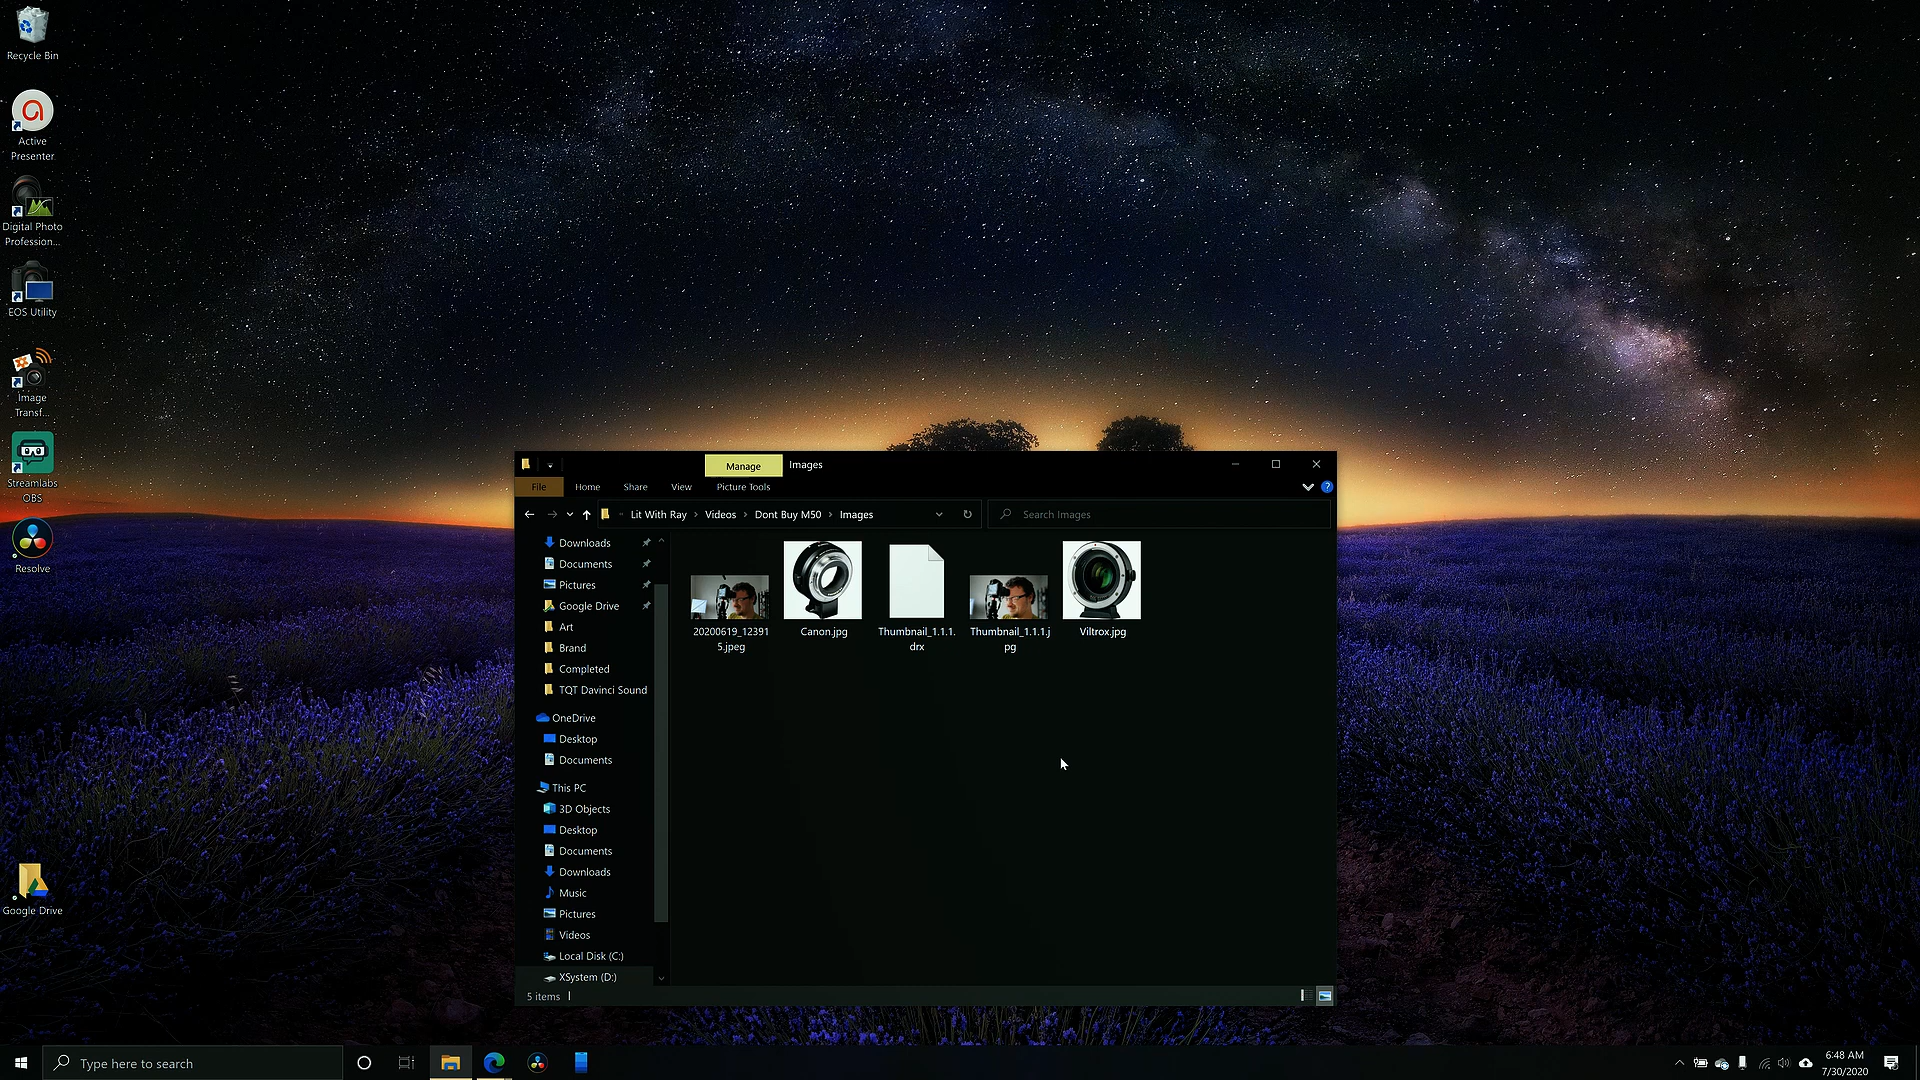 Recycle Bin
Active
Presenter
Digital Photo
Profession...
EOS Utility
Image
Transf...
Streamlabs
OBS
Resolve
Google Drive
Manage
Images
File
Home
Share
View
Picture Tools
Lit With Ray
Videos
Dont Buy M50
Images
Search Images
Downloads
Documents
Pictures
Google Drive
Art
Brand
Completed
TQT Davinci Sound
OneDrive
Desktop
Documents
This PC
3D Objects
Desktop
Documents
Downloads
Music
Pictures
Videos
Local Disk (C:)
XSystem (D:)
20200619_12391
5.jpeg
Canon.jpg
Thumbnail_1.1.1.
drx
Thumbnail_1.1.1.j
pg
Viltrox.jpg
5 items
Type here to search
6:48 AM
7/30/2020